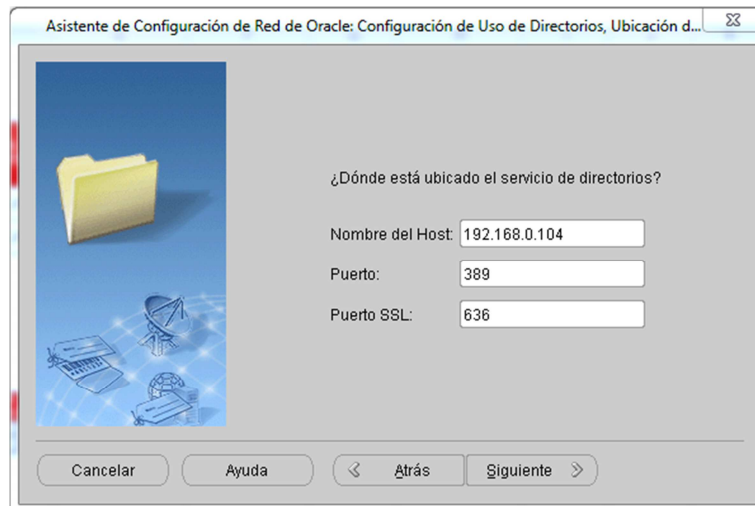 Asistente de Configuración de Red de Oracle: Configuración de Uso de Directorios, Ubicación d...
¿Dónde está ubicado el servicio de directorios?
Nombre del Host: 192.168.0.104
Puerto: 389
Puerto SSL: 636
Cancelar Ayuda Atrás Siguiente